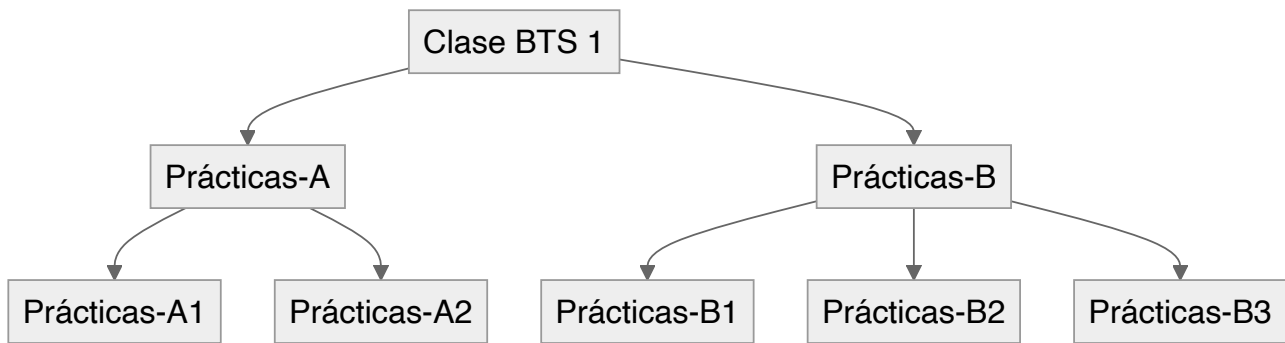 Clase BTS 1
Prácticas-A
Prácticas-B
Prácticas-A1
Prácticas-A2
Prácticas-B1
Prácticas-B2
Prácticas-B3